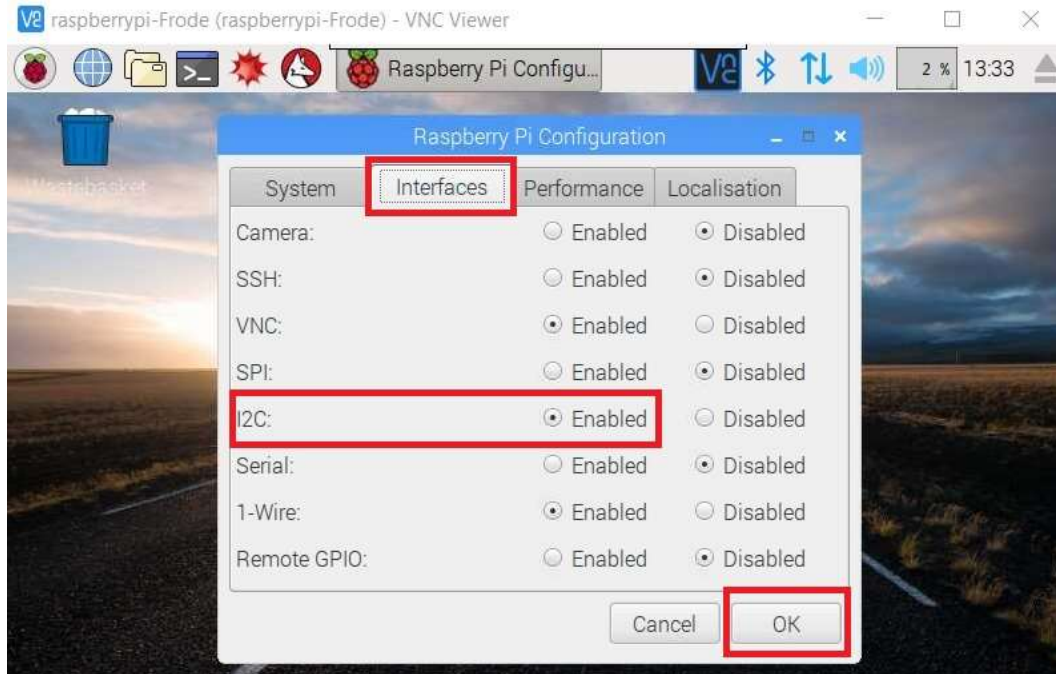 raspberrypi-Frode (raspberrypi-Frode) - VNC Viewer
Raspberry Pi Configu... 2 % 13:33
Wastebasket
Raspberry Pi Configuration
System Interfaces Performance Localisation
Camera: Enabled Disabled
SSH: Enabled Disabled
VNC: Enabled Disabled
SPI: Enabled Disabled
I2C: Enabled Disabled
Serial: Enabled Disabled
1-Wire: Enabled Disabled
Remote GPIO: Enabled Disabled
Cancel OK